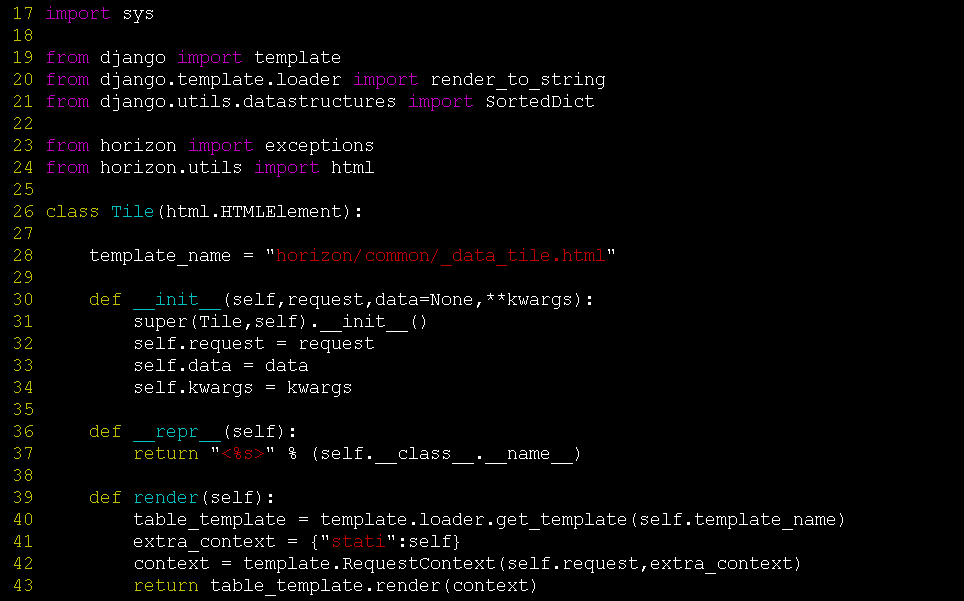 17 import sys
18
19 from django import template
20 from django.template.loader import render_to_string
21 from django.utils.datastructures import SortedDict
22
23 from horizon import exceptions
24 from horizon.utils import html
25
26 class Tile(html.HTMLElement):
27
28     template_name = "horizon/common/_data_tile.html"
29
30     def __init__(self,request,data=None,**kwargs):
31         super(Tile,self).__init__()
32         self.request = request
33         self.data = data
34         self.kwargs = kwargs
35
36     def __repr__(self):
37         return "<%s>" % (self.__class__.__name__)
38
39     def render(self):
40         table_template = template.loader.get_template(self.template_name)
41         extra_context = {"stati":self}
42         context = template.RequestContext(self.request,extra_context)
43         return table_template.render(context)